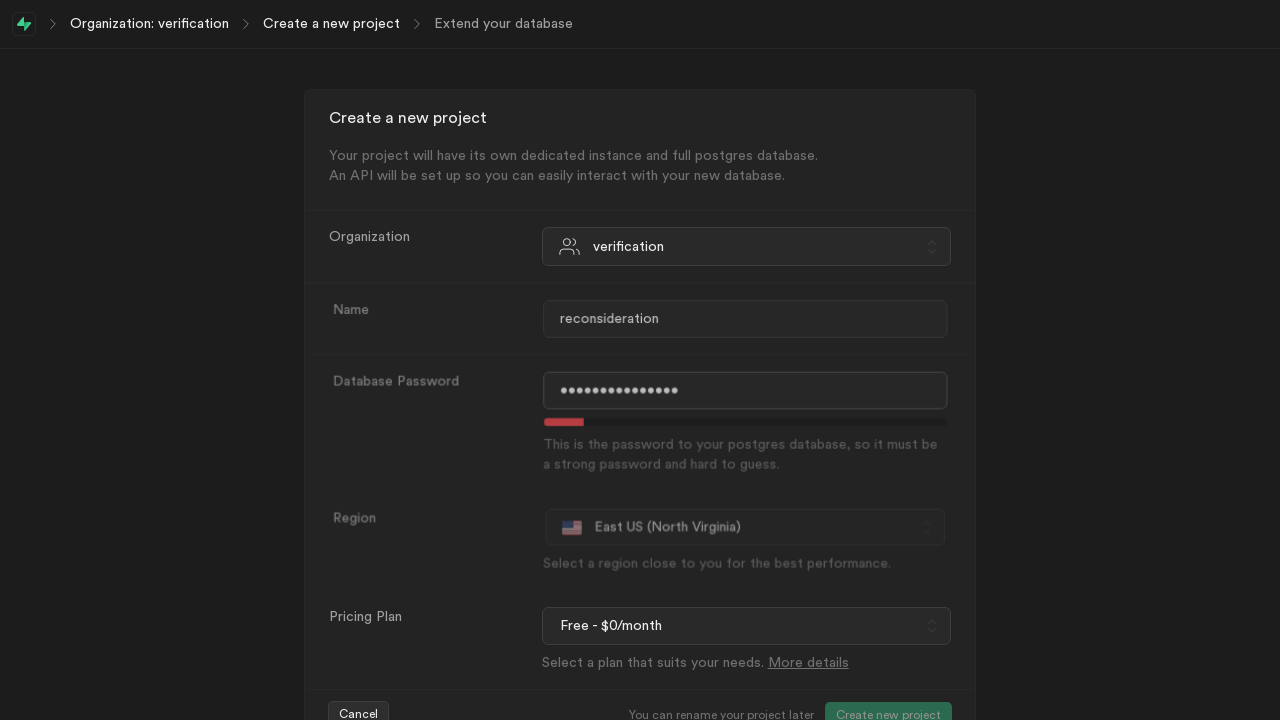 Organization: verification
Create a new project
Extend your database
Create a new project
Your project will have its own dedicated instance and full postgres database.
An API will be set up so you can easily interact with your new database.
Organization
verification
Name
reconsideration
Database Password
•••••••••••••••
This is the password to your postgres database, so it must be
a strong password and hard to guess.
Region
East US (North Virginia)
Select a region close to you for the best performance.
Pricing Plan
Free - $0/month
Select a plan that suits your needs. More details
Cancel
You can rename your project later
Create new project